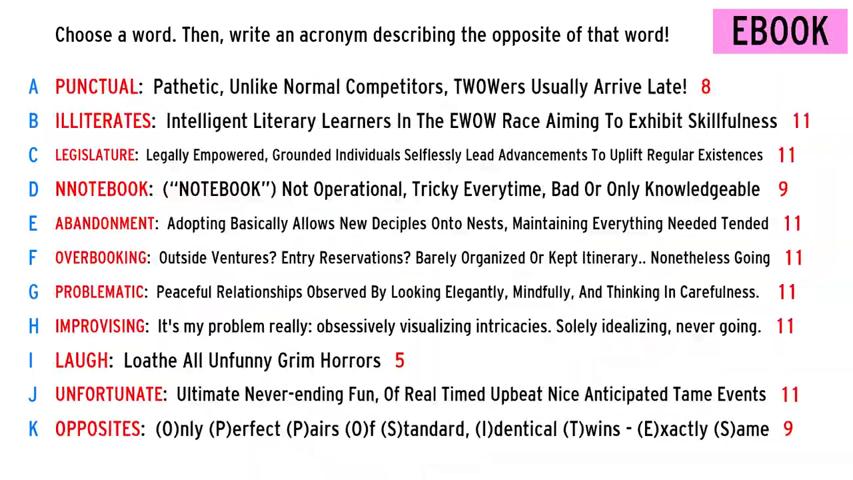 Choose a word. Then, write an acronym describing the opposite of that word!
EBOOK
A PUNCTUAL: Pathetic, Unlike Normal Competitors, TWOWers Usually Arrive Late! 8
B ILLITERATES: Intelligent Literary Learners In The EWOW Race Aiming To Exhibit Skillfulness 11
C LEGISLATURE: Legally Empowered, Grounded Individuals Selflessly Lead Advancements To Uplift Regular Existences 11
D NNOTEBOOK: ("NOTEBOOK") Not Operational, Tricky Everytime, Bad Or Only Knowledgeable 9
E ABANDONMENT: Adopting Basically Allows New Deciples Onto Nests, Maintaining Everything Needed Tended 11
F OVERBOOKING: Outside Ventures? Entry Reservations? Barely Organized Or Kept Itinerary.. Nonetheless Going 11
G PROBLEMATIC: Peaceful Relationships Observed By Looking Elegantly, Mindfully, And Thinking In Carefulness. 11
H IMPROVISING: It's my problem really: obsessively visualizing intricacies. Solely idealizing, never going. 11
I LAUGH: Loathe All Unfunny Grim Horrors 5
J UNFORTUNATE: Ultimate Never-ending Fun, Of Real Timed Upbeat Nice Anticipated Tame Events 11
K OPPOSITES: (O)nly (P)erfect (P)airs (O)f (S)tandard, (I)dentical (T)wins - (E)xactly (S)ame 9